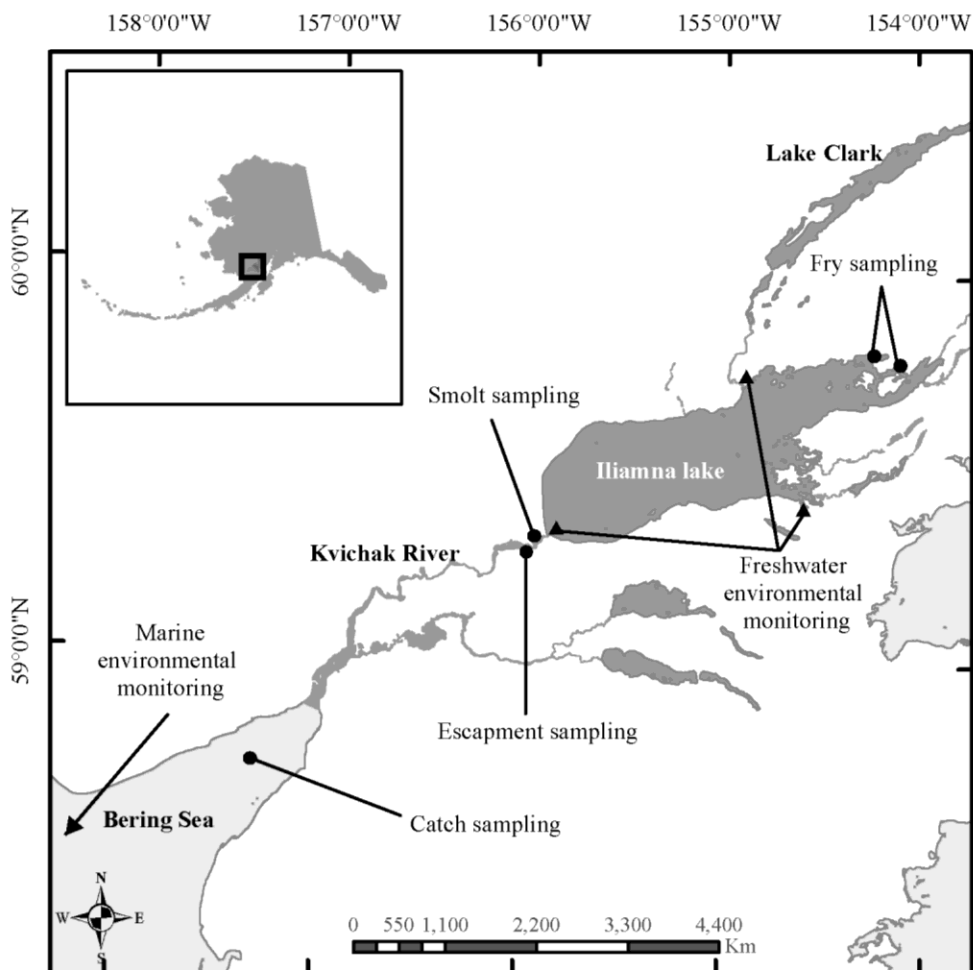 158°0'0"W 157°0'0"W 156°0'0"W 155°0'0"W 154°0'0"W
60°0'0"N
59°0'0"N
Lake Clark
Fry sampling
Smolt sampling
Iliamna lake
Kvichak River
Freshwater
environmental
monitoring
Marine
environmental
monitoring
Escapment sampling
Bering Sea
Catch sampling
N
W E
S
0 550 1,100 2,200 3,300 4,400
Km